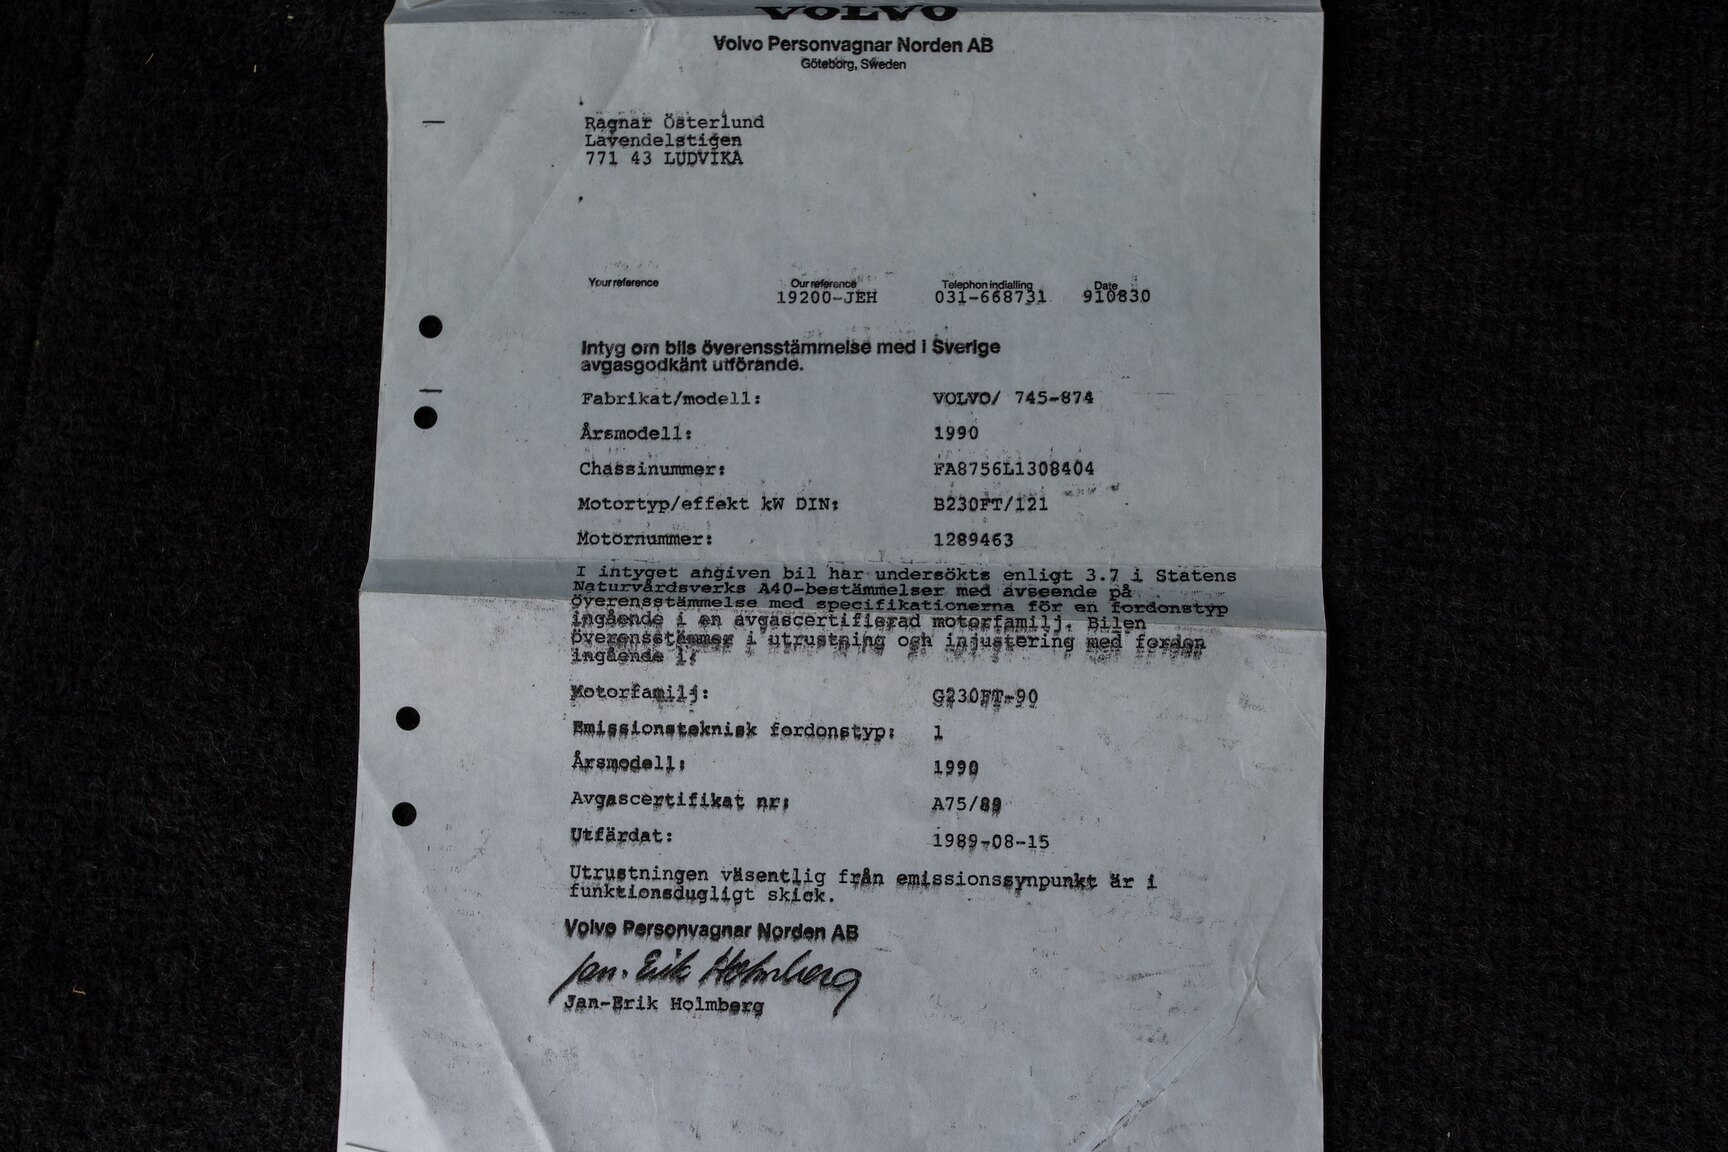 VOLVO
Volvo Personvagnar Norden AB
Göteborg, Sweden
Ragnar Österlund
Lavendelstigen
771 43 LUDVIKA
Your reference Our reference Telephon indialling Date
19200-JEH 031-668731 910830
Intyg om bils överensstämmelse med i Sverige
avgasgodkänt utförande.
Fabrikat/modell: VOLVO/ 745-874
Årsmodell: 1990
Chassinummer: FA8756L1308404
Motortyp/effekt kW DIN: B230FT/121
Motornummer: 1289463
I intyget angiven bil har undersökts enligt 3.7 i Statens
Naturvårdsverks A40-bestämmelser med avseende på
överensstämmelse med specifikationerna för en fordonstyp
ingående i en avgascertifierad motorfamilj. Bilen
överensstämmer i utrustning och injustering med fordon
ingående i:
Motorfamilj: G230FT-90
Emissionsteknisk fordonstyp: 1
Årsmodell: 1990
Avgascertifikat nr: A75/89
Utfärdat: 1989-08-15
Utrustningen väsentlig från emissionssynpunkt är i
funktionsdugligt skick.
Volvo Personvagnar Norden AB
Jan-Erik Holmberg
Jan-Erik Holmberg